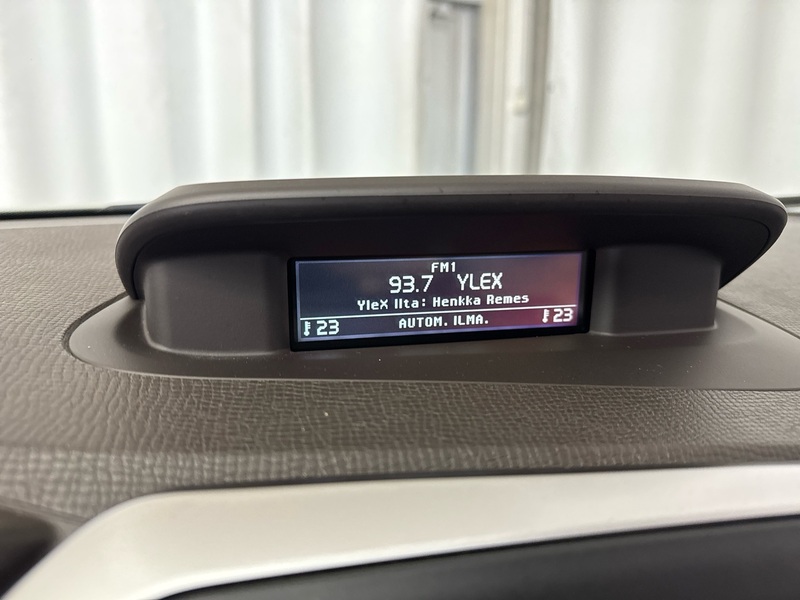 FM1
93.7 YLEX
YleX Ilta: Henkka Remes
23 AUTOM. ILMA. 23